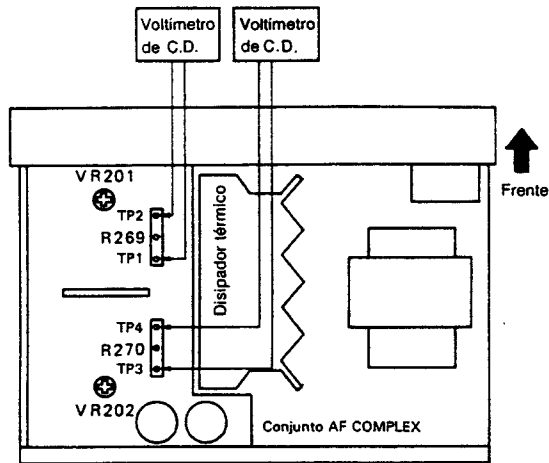 Voltímetro
de C.D.
Voltímetro
de C.D.
Frente
VR201
TP2
R269
TP1
Disipador térmico
TP4
R270
TP3
VR202
Conjunto AF COMPLEX